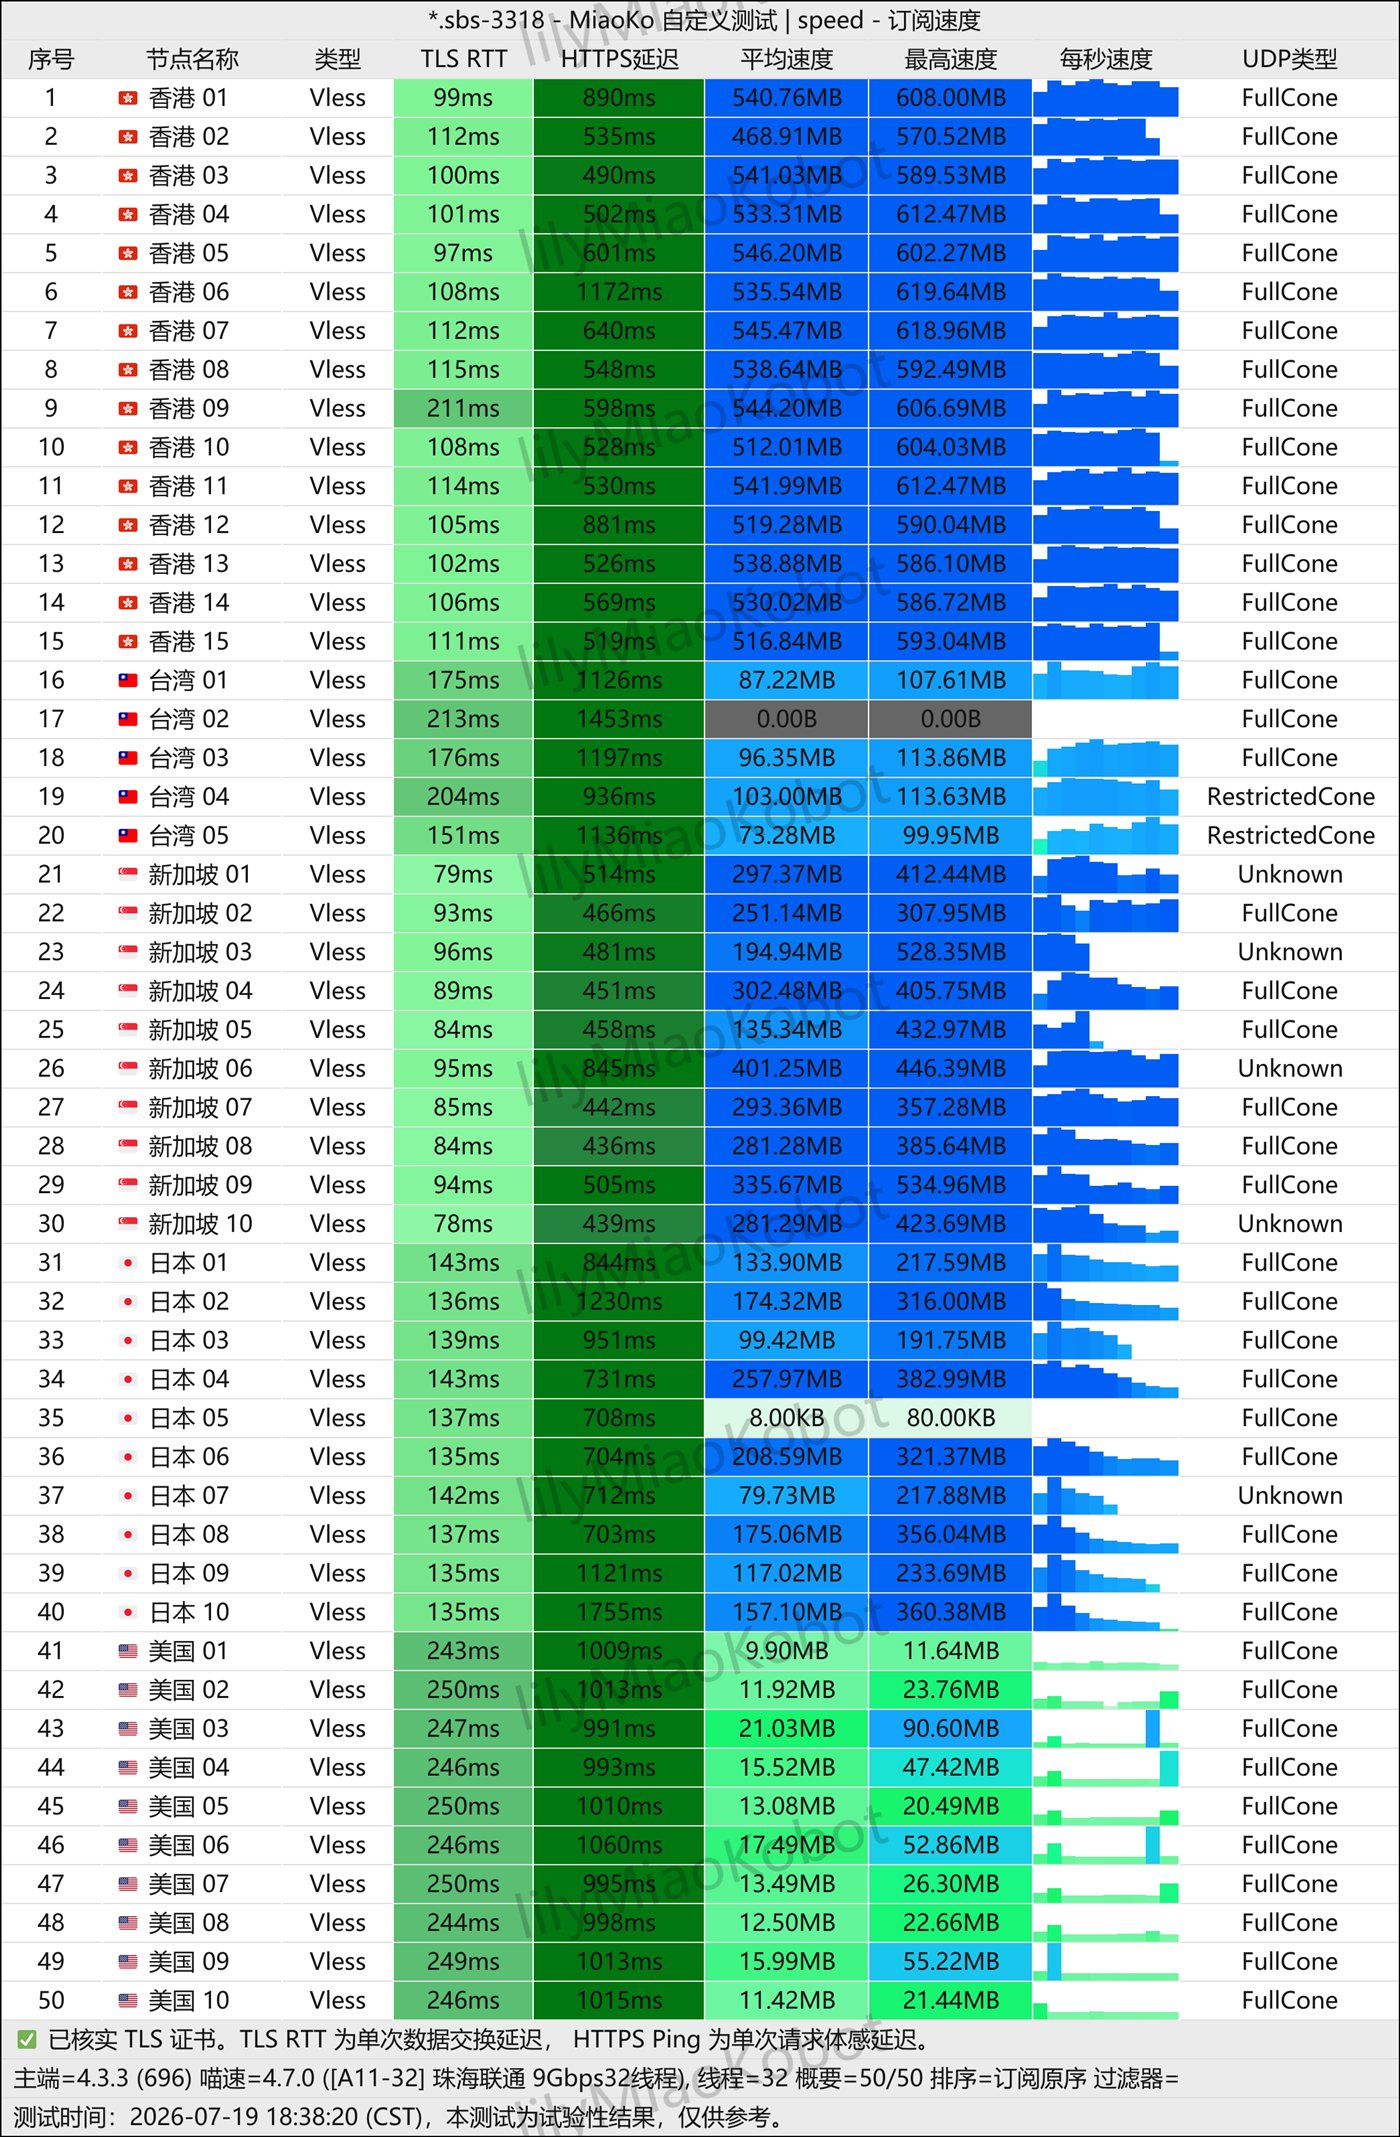 *.sbs-3318 - MiaoKo 自定义测试 | speed - 订阅速度
序号 节点名称 类型 TLS RTT HTTPS延迟 平均速度 最高速度 每秒速度 UDP类型
1 香港 01 Vless 99ms 890ms 540.76MB 608.00MB FullCone
2 香港 02 Vless 112ms 535ms 468.91MB 570.52MB FullCone
3 香港 03 Vless 100ms 490ms 541.03MB 589.53MB FullCone
4 香港 04 Vless 101ms 502ms 533.31MB 612.47MB FullCone
5 香港 05 Vless 97ms 601ms 546.20MB 602.27MB FullCone
6 香港 06 Vless 108ms 1172ms 535.54MB 619.64MB FullCone
7 香港 07 Vless 112ms 640ms 545.47MB 618.96MB FullCone
8 香港 08 Vless 115ms 548ms 538.64MB 592.49MB FullCone
9 香港 09 Vless 211ms 598ms 544.20MB 606.69MB FullCone
10 香港 10 Vless 108ms 528ms 512.01MB 604.03MB FullCone
11 香港 11 Vless 114ms 530ms 541.99MB 612.47MB FullCone
12 香港 12 Vless 105ms 881ms 519.28MB 590.04MB FullCone
13 香港 13 Vless 102ms 526ms 538.88MB 586.10MB FullCone
14 香港 14 Vless 106ms 569ms 530.02MB 586.72MB FullCone
15 香港 15 Vless 111ms 519ms 516.84MB 593.04MB FullCone
16 台湾 01 Vless 175ms 1126ms 87.22MB 107.61MB FullCone
17 台湾 02 Vless 213ms 1453ms 0.00B 0.00B FullCone
18 台湾 03 Vless 176ms 1197ms 96.35MB 113.86MB FullCone
19 台湾 04 Vless 204ms 936ms 103.00MB 113.63MB RestrictedCone
20 台湾 05 Vless 151ms 1136ms 73.28MB 99.95MB RestrictedCone
21 新加坡 01 Vless 79ms 514ms 297.37MB 412.44MB Unknown
22 新加坡 02 Vless 93ms 466ms 251.14MB 307.95MB FullCone
23 新加坡 03 Vless 96ms 481ms 194.94MB 528.35MB Unknown
24 新加坡 04 Vless 89ms 451ms 302.48MB 405.75MB FullCone
25 新加坡 05 Vless 84ms 458ms 135.34MB 432.97MB FullCone
26 新加坡 06 Vless 95ms 845ms 401.25MB 446.39MB Unknown
27 新加坡 07 Vless 85ms 442ms 293.36MB 357.28MB FullCone
28 新加坡 08 Vless 84ms 436ms 281.28MB 385.64MB FullCone
29 新加坡 09 Vless 94ms 505ms 335.67MB 534.96MB FullCone
30 新加坡 10 Vless 78ms 439ms 281.29MB 423.69MB Unknown
31 日本 01 Vless 143ms 844ms 133.90MB 217.59MB FullCone
32 日本 02 Vless 136ms 1230ms 174.32MB 316.00MB FullCone
33 日本 03 Vless 139ms 951ms 99.42MB 191.75MB FullCone
34 日本 04 Vless 143ms 731ms 257.97MB 382.99MB FullCone
35 日本 05 Vless 137ms 708ms 8.00KB 80.00KB FullCone
36 日本 06 Vless 135ms 704ms 208.59MB 321.37MB FullCone
37 日本 07 Vless 142ms 712ms 79.73MB 217.88MB Unknown
38 日本 08 Vless 137ms 703ms 175.06MB 356.04MB FullCone
39 日本 09 Vless 135ms 1121ms 117.02MB 233.69MB FullCone
40 日本 10 Vless 135ms 1755ms 157.10MB 360.38MB FullCone
41 美国 01 Vless 243ms 1009ms 9.90MB 11.64MB FullCone
42 美国 02 Vless 250ms 1013ms 11.92MB 23.76MB FullCone
43 美国 03 Vless 247ms 991ms 21.03MB 90.60MB FullCone
44 美国 04 Vless 246ms 993ms 15.52MB 47.42MB FullCone
45 美国 05 Vless 250ms 1010ms 13.08MB 20.49MB FullCone
46 美国 06 Vless 246ms 1060ms 17.49MB 52.86MB FullCone
47 美国 07 Vless 250ms 995ms 13.49MB 26.30MB FullCone
48 美国 08 Vless 244ms 998ms 12.50MB 22.66MB FullCone
49 美国 09 Vless 249ms 1013ms 15.99MB 55.22MB FullCone
50 美国 10 Vless 246ms 1015ms 11.42MB 21.44MB FullCone
✅ 已核实 TLS 证书。TLS RTT 为单次数据交换延迟， HTTPS Ping 为单次请求体感延迟。
主端=4.3.3 (696) 喵速=4.7.0 ([A11-32] 珠海联通 9Gbps32线程), 线程=32 概要=50/50 排序=订阅原序 过滤器=
测试时间：2026-07-19 18:38:20 (CST)，本测试为试验性结果，仅供参考。
lilyMiaoKobot